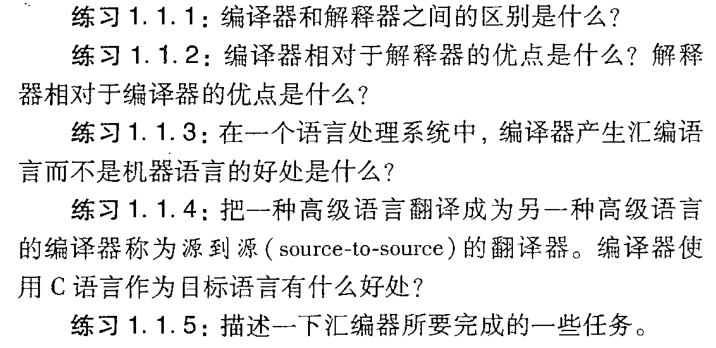 练习 1.1.1：编译器和解释器之间的区别是什么？
练习 1.1.2：编译器相对于解释器的优点是什么？解释
器相对于编译器的优点是什么？
练习 1.1.3：在一个语言处理系统中，编译器产生汇编语
言而不是机器语言的好处是什么？
练习 1.1.4：把一种高级语言翻译成为另一种高级语言
的编译器称为源到源（source-to-source）的翻译器。编译器使
用 C 语言作为目标语言有什么好处？
练习 1.1.5：描述一下汇编器所要完成的一些任务。